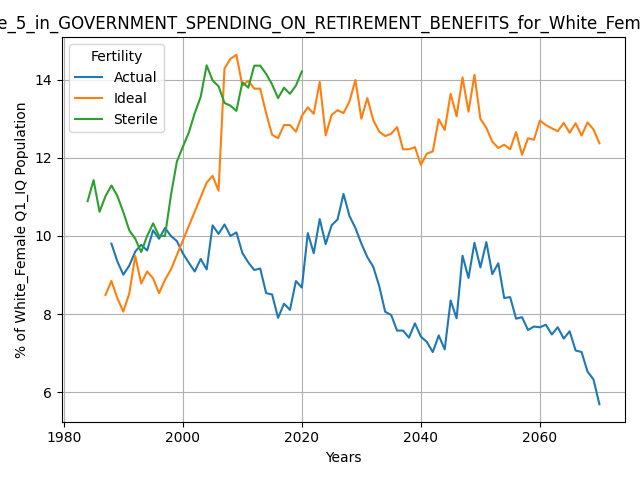 e_5_in_GOVERNMENT_SPENDING_ON_RETIREMENT_BENEFITS_for_White_Fem
Fertility
Actual
Ideal
Sterile
% of White_Female Q1_IQ Population
14
12
10
8
6
1980
2000
2020
2040
2060
Years